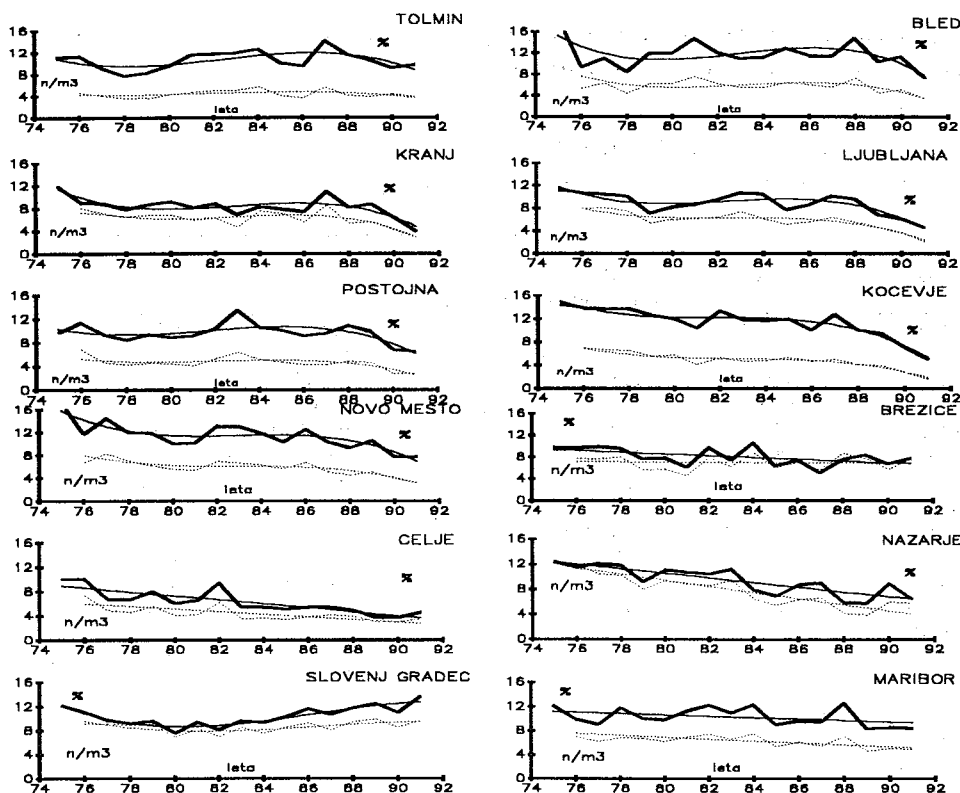 TOLMIN
16
12
8
4
0
%
n/m3
leta
74 76 78 80 82 84 86 88 90 92
BLED
16
12
8
4
0
%
n/m3
leta
74 76 78 80 82 84 86 88 90 92
KRANJ
16
12
8
4
0
%
n/m3
74 76 78 80 82 84 86 88 90 92
LJUBLJANA
16
12
8
4
0
%
n/m3
74 76 78 80 82 84 86 88 90 92
POSTOJNA
16
12
8
4
0
%
n/m3
leta
74 76 78 80 82 84 86 88 90 92
KOCEVJE
16
12
8
4
0
%
n/m3
leta
74 76 78 80 82 84 86 88 90 92
NOVO MESTO
16
12
8
4
0
%
n/m3
leta
74 76 78 80 82 84 86 88 90 92
BREZICE
16
12
8
4
0
%
n/m3
leta
74 76 78 80 82 84 86 88 90 92
CELJE
16
12
8
4
0
%
n/m3
74 76 78 80 82 84 86 88 90 92
NAZARJE
16
12
8
4
0
%
n/m3
74 76 78 80 82 84 86 88 90 92
SLOVENJ GRADEC
16
12
8
4
0
%
n/m3
leta
74 76 78 80 82 84 86 88 90 92
MARIBOR
16
12
8
4
0
%
n/m3
leta
74 76 78 80 82 84 86 88 90 92